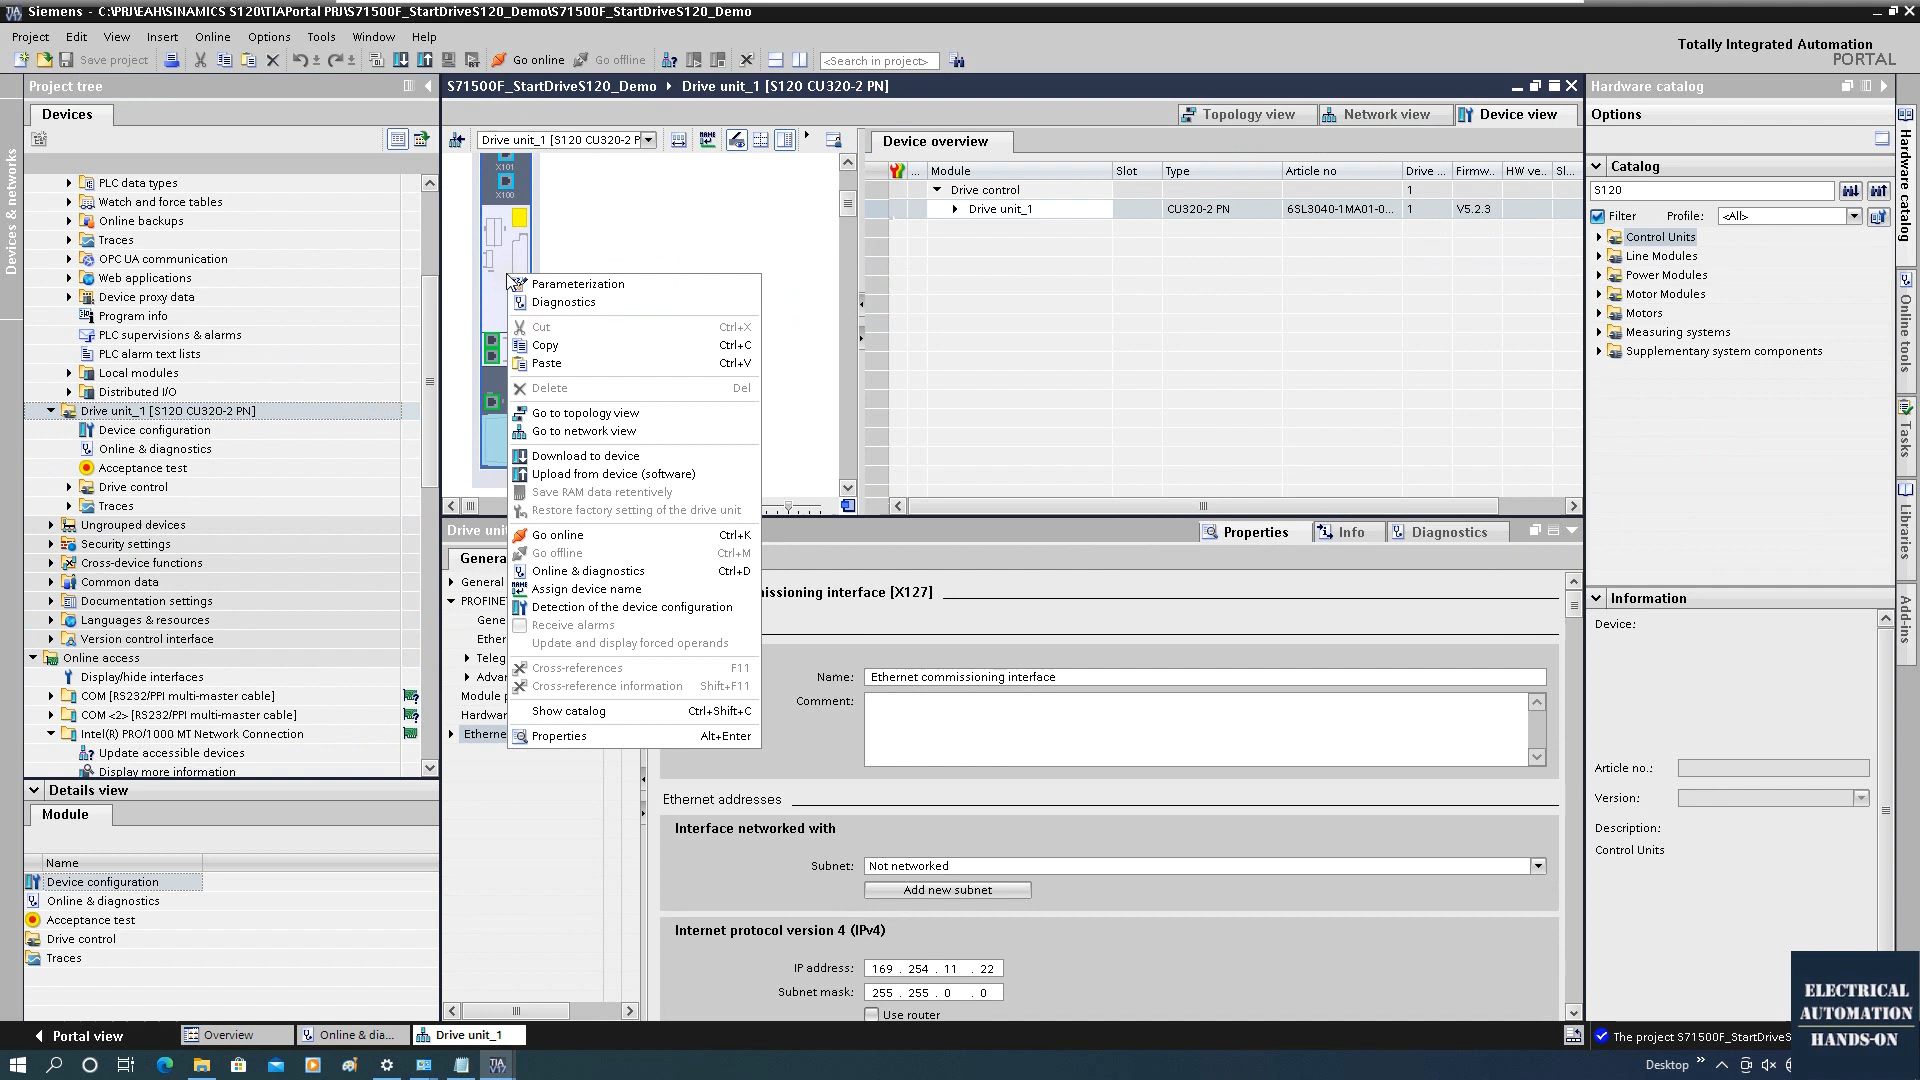 Siemens - C:\PRJ\EAH\SINAMICS S120\TIAPortal PRJ\S71500F_StartDriveS120_Demo\S71500F_StartDriveS120_Demo
Project Edit View Insert Online Options Tools Window Help
Totally Integrated Automation
PORTAL
Save project
Go online
Go offline
<Search in project>
Project tree
Devices
Devices & networks
PLC data types
Watch and force tables
Online backups
Traces
OPC UA communication
Web applications
Device proxy data
Program info
PLC supervisions & alarms
PLC alarm text lists
Local modules
Distributed I/O
Drive unit_1 [S120 CU320-2 PN]
Device configuration
Online & diagnostics
Acceptance test
Drive control
Traces
Ungrouped devices
Security settings
Cross-device functions
Common data
Documentation settings
Languages & resources
Version control interface
Online access
Display/hide interfaces
COM [RS232/PPI multi-master cable]
COM <2> [RS232/PPI multi-master cable]
Intel(R) PRO/1000 MT Network Connection
Update accessible devices
Display more information
Details view
Module
Name
Device configuration
Online & diagnostics
Acceptance test
Drive control
Traces
S71500F_StartDriveS120_Demo Drive unit_1 [S120 CU320-2 PN]
Topology view
Network view
Device view
Drive unit_1 [S120 CU320-2 P
X101
X100
Device overview
... Module Slot Type Article no Drive ... Firmw.. HW ve.. Sl...
Drive control 1
Drive unit_1 CU320-2 PN 6SL3040-1MA01-0... 1 V5.2.3
Parameterization
Diagnostics
Cut Ctrl+X
Copy Ctrl+C
Paste Ctrl+V
Delete Del
Go to topology view
Go to network view
Download to device
Upload from device (software)
Save RAM data retentively
Restore factory setting of the drive unit
Go online Ctrl+K
Go offline Ctrl+M
Online & diagnostics Ctrl+D
Assign device name
Detection of the device configuration
Receive alarms
Update and display forced operands
Cross-references F11
Cross-reference information Shift+F11
Show catalog Ctrl+Shift+C
Properties Alt+Enter
Drive uni
Properties
Info
Diagnostics
Genera
General
PROFINE
Gene
Ether
Teleg
Advar
Module p
Hardwar
Etherne
issioning interface [X127]
Name: Ethernet commissioning interface
Comment:
Ethernet addresses
Interface networked with
Subnet: Not networked
Add new subnet
Internet protocol version 4 (IPv4)
IP address: 169 . 254 . 11 . 22
Subnet mask: 255 . 255 . 0 . 0
Use router
Hardware catalog
Options
Catalog
S120
Filter Profile: <All>
Control Units
Line Modules
Power Modules
Motor Modules
Motors
Measuring systems
Supplementary system components
Information
Device:
Article no.:
Version:
Description:
Control Units
Hardware catalog
Online tools
Tasks
Libraries
Add-ins
Portal view
Overview
Online & dia...
Drive unit_1
The project S71500F_StartDriveS
ELECTRICAL
AUTOMATION
HANDS-ON
Desktop